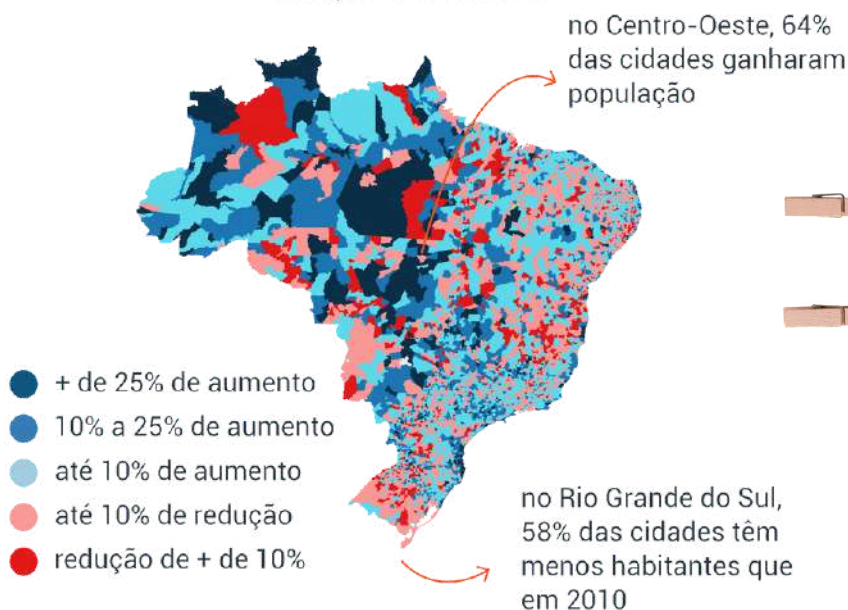 no Centro-Oeste, 64%
das cidades ganharam
população
+ de 25% de aumento
10% a 25% de aumento
até 10% de aumento
até 10% de redução
redução de + de 10%
no Rio Grande do Sul,
58% das cidades têm
menos habitantes que
em 2010